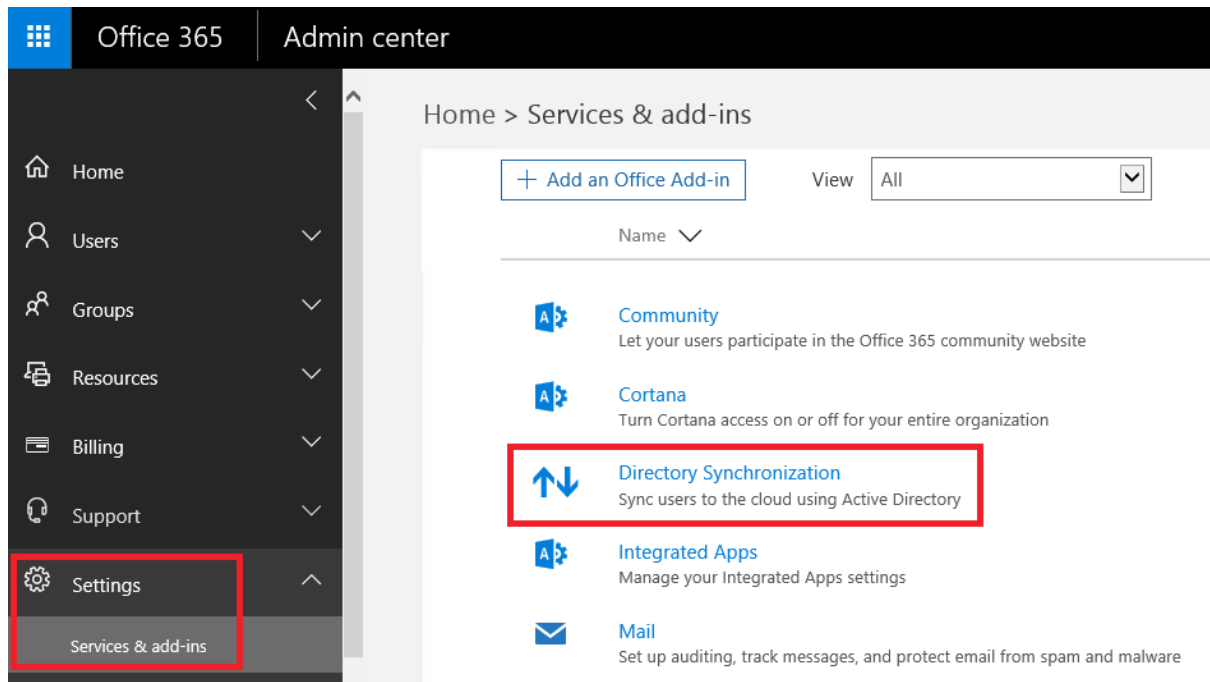 Office 365
Admin center
Home > Services & add-ins
Home
Users
Groups
Resources
Billing
Support
Settings
Services & add-ins
+ Add an Office Add-in
View
All
Name
Community
Let your users participate in the Office 365 community website
Cortana
Turn Cortana access on or off for your entire organization
Directory Synchronization
Sync users to the cloud using Active Directory
Integrated Apps
Manage your Integrated Apps settings
Mail
Set up auditing, track messages, and protect email from spam and malware